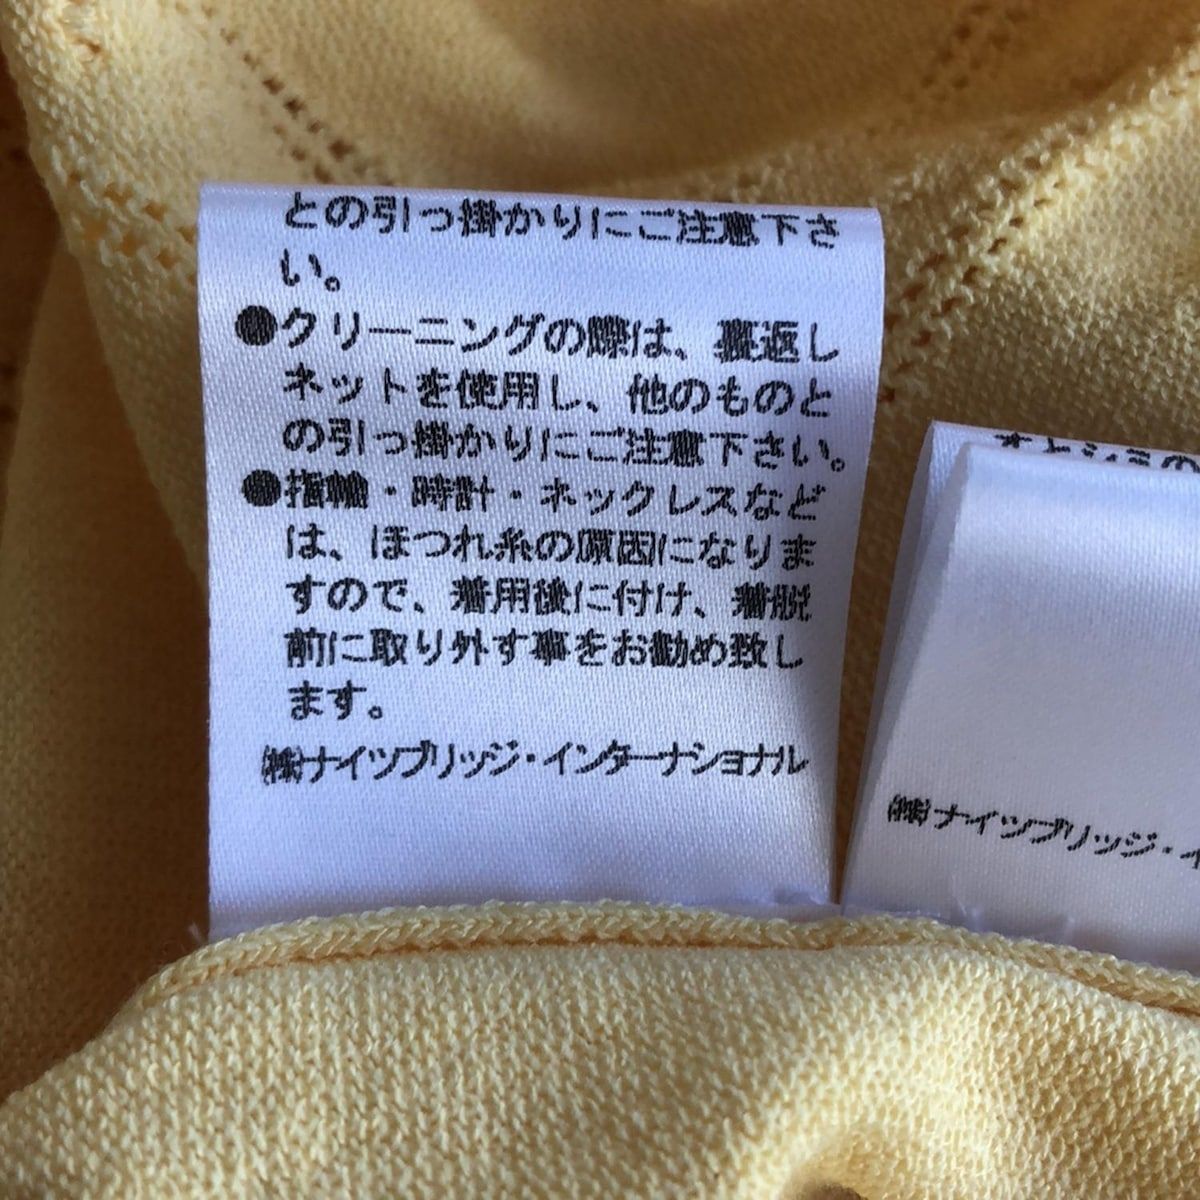 との引っ掛かりにご注意下さ
い。
●クリーニングの際は、裏返し
ネットを使用し、他のものと
の引っ掛かりにご注意下さい。
●指輪・時計・ネックレスなど
は、ほつれ糸の原因になりま
すので、着用後に付け、着脱
前に取り外す事をお勧め致し
ます。
㈱ナイツブリッジ・インターナショナル
㈱ナイツブリッジ・イ